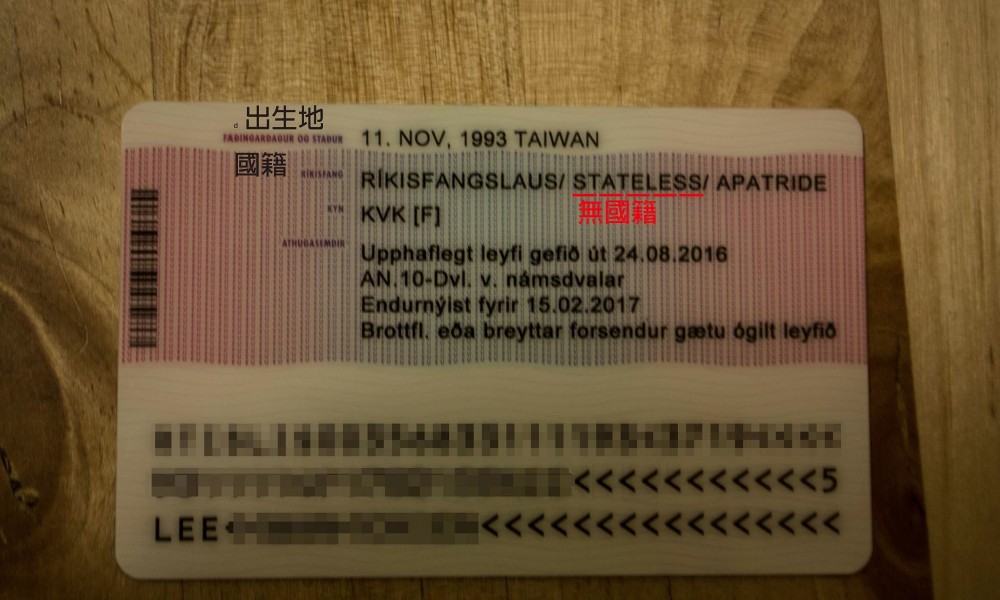 出生地
FÆÐINGARDAGUR OG STAÐUR 11. NOV, 1993 TAIWAN
國籍 RÍKISFANG RÍKISFANGSLAUS/ STATELESS/ APATRIDE
無國籍
KYN KVK [F]
ATHUGASEMDIR Upphaflegt leyfi gefið út 24.08.2016
AN.10-Dvl. v. námsdvalar
Endurnýist fyrir 15.02.2017
Brottfl. eða breyttar forsendur gætu ógilt leyfið
<<<<<<<<<<<5
LEE<<<<<<<<<<<<<<<<